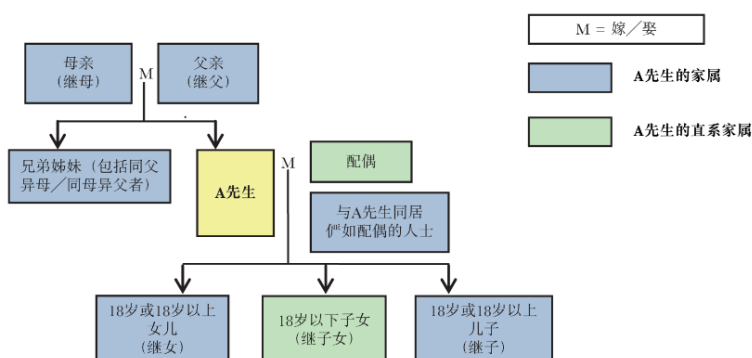 母亲
(继母)
M
父亲
(继父)
M = 嫁／娶
A先生的家属
A先生的直系家属
兄弟姊妹（包括同父
异母／同母异父者）
A先生
M
配偶
与A先生同居
俨如配偶的人士
18岁或18岁以上
女儿
(继女)
18岁以下子女
(继子女)
18岁或18岁以上
儿子
(继子)